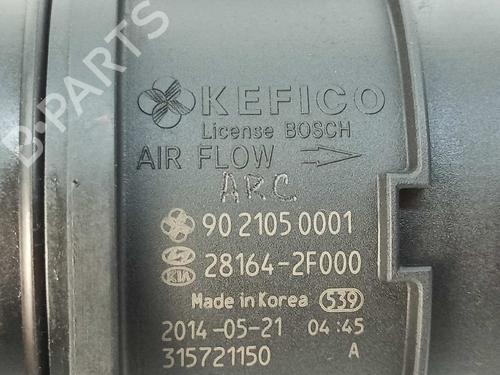 B-PARTS
KEFICO
License BOSCH
AIR FLOW
ARC
90 2105 0001
28164-2F000
KIA
Made in Korea 539
2014-05-21 04:45
315721150 A